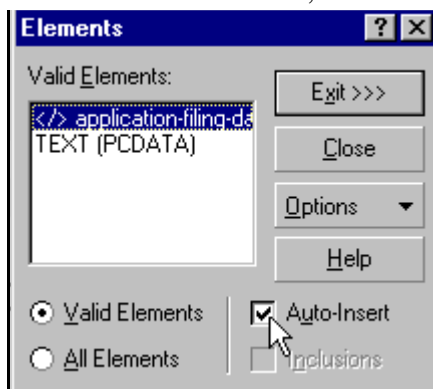 Elements
Valid Elements:
</> application-filing-da
TEXT (PCDATA)
Exit >>>
Close
Options
Help
Valid Elements
All Elements
Auto-Insert
Inclusions